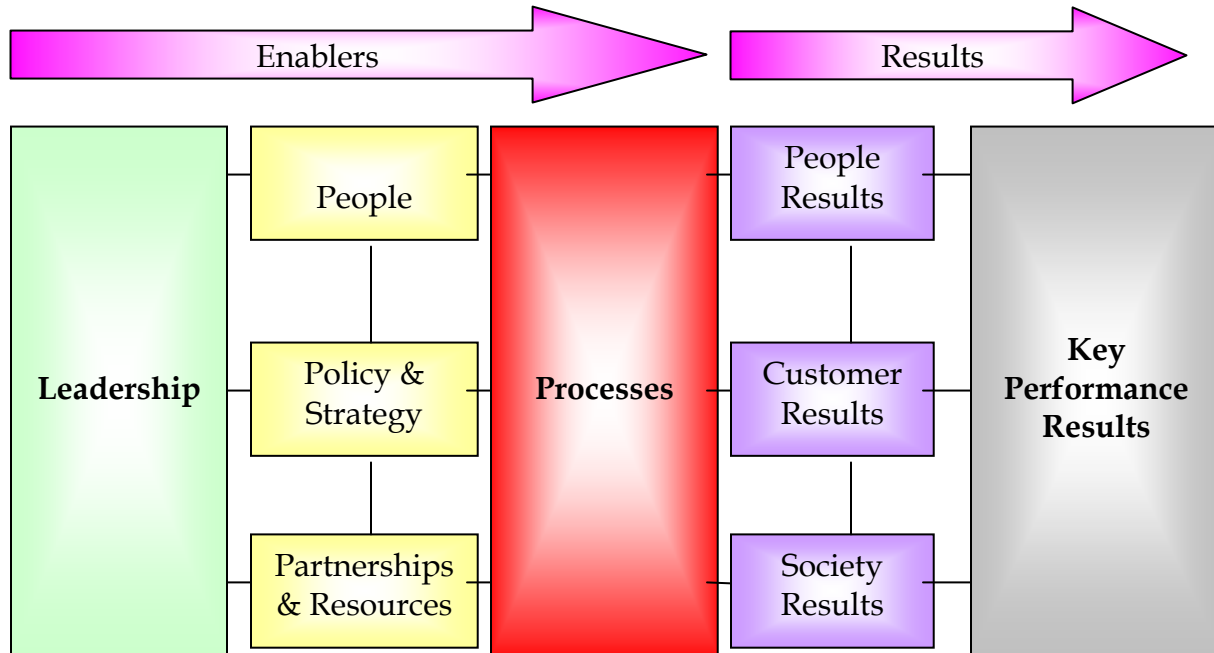 Enablers
Results
People
People
Results
Leadership
Policy &
Strategy
Processes
Customer
Results
Key
Performance
Results
Partnerships
& Resources
Society
Results